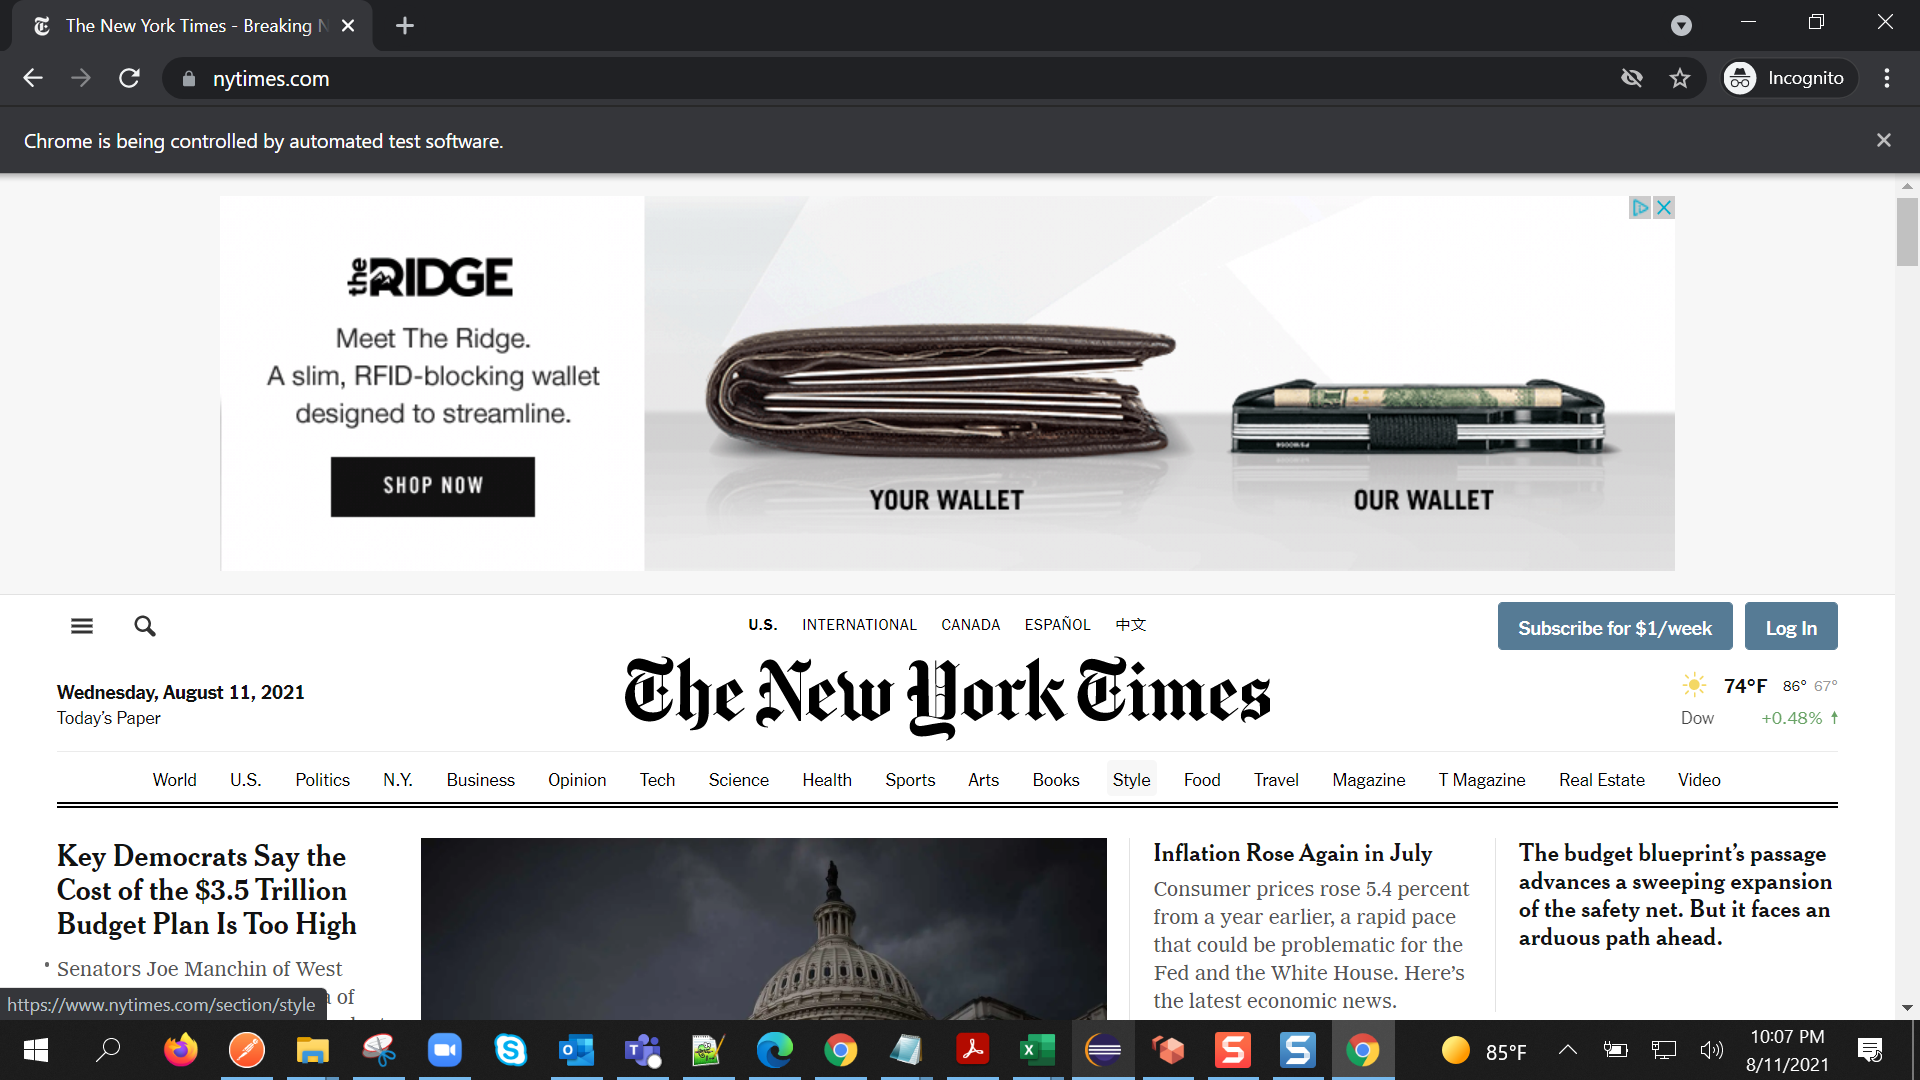 The New York Times - Breaking N
nytimes.com
Incognito
Chrome is being controlled by automated test software.
the RIDGE
Meet The Ridge.
A slim, RFID-blocking wallet
designed to streamline.
SHOP NOW
YOUR WALLET
OUR WALLET
U.S. INTERNATIONAL CANADA ESPAÑOL 中文
Subscribe for $1/week
Log In
The New York Times
Wednesday, August 11, 2021
Today's Paper
74°F 86° 67°
Dow +0.48% ↑
World U.S. Politics N.Y. Business Opinion Tech Science Health Sports Arts Books Style Food Travel Magazine T Magazine Real Estate Video
Key Democrats Say the
Cost of the $3.5 Trillion
Budget Plan Is Too High
• Senators Joe Manchin of West
of
Inflation Rose Again in July
Consumer prices rose 5.4 percent
from a year earlier, a rapid pace
that could be problematic for the
Fed and the White House. Here's
the latest economic news.
The budget blueprint's passage
advances a sweeping expansion
of the safety net. But it faces an
arduous path ahead.
https://www.nytimes.com/section/style
85°F
10:07 PM
8/11/2021